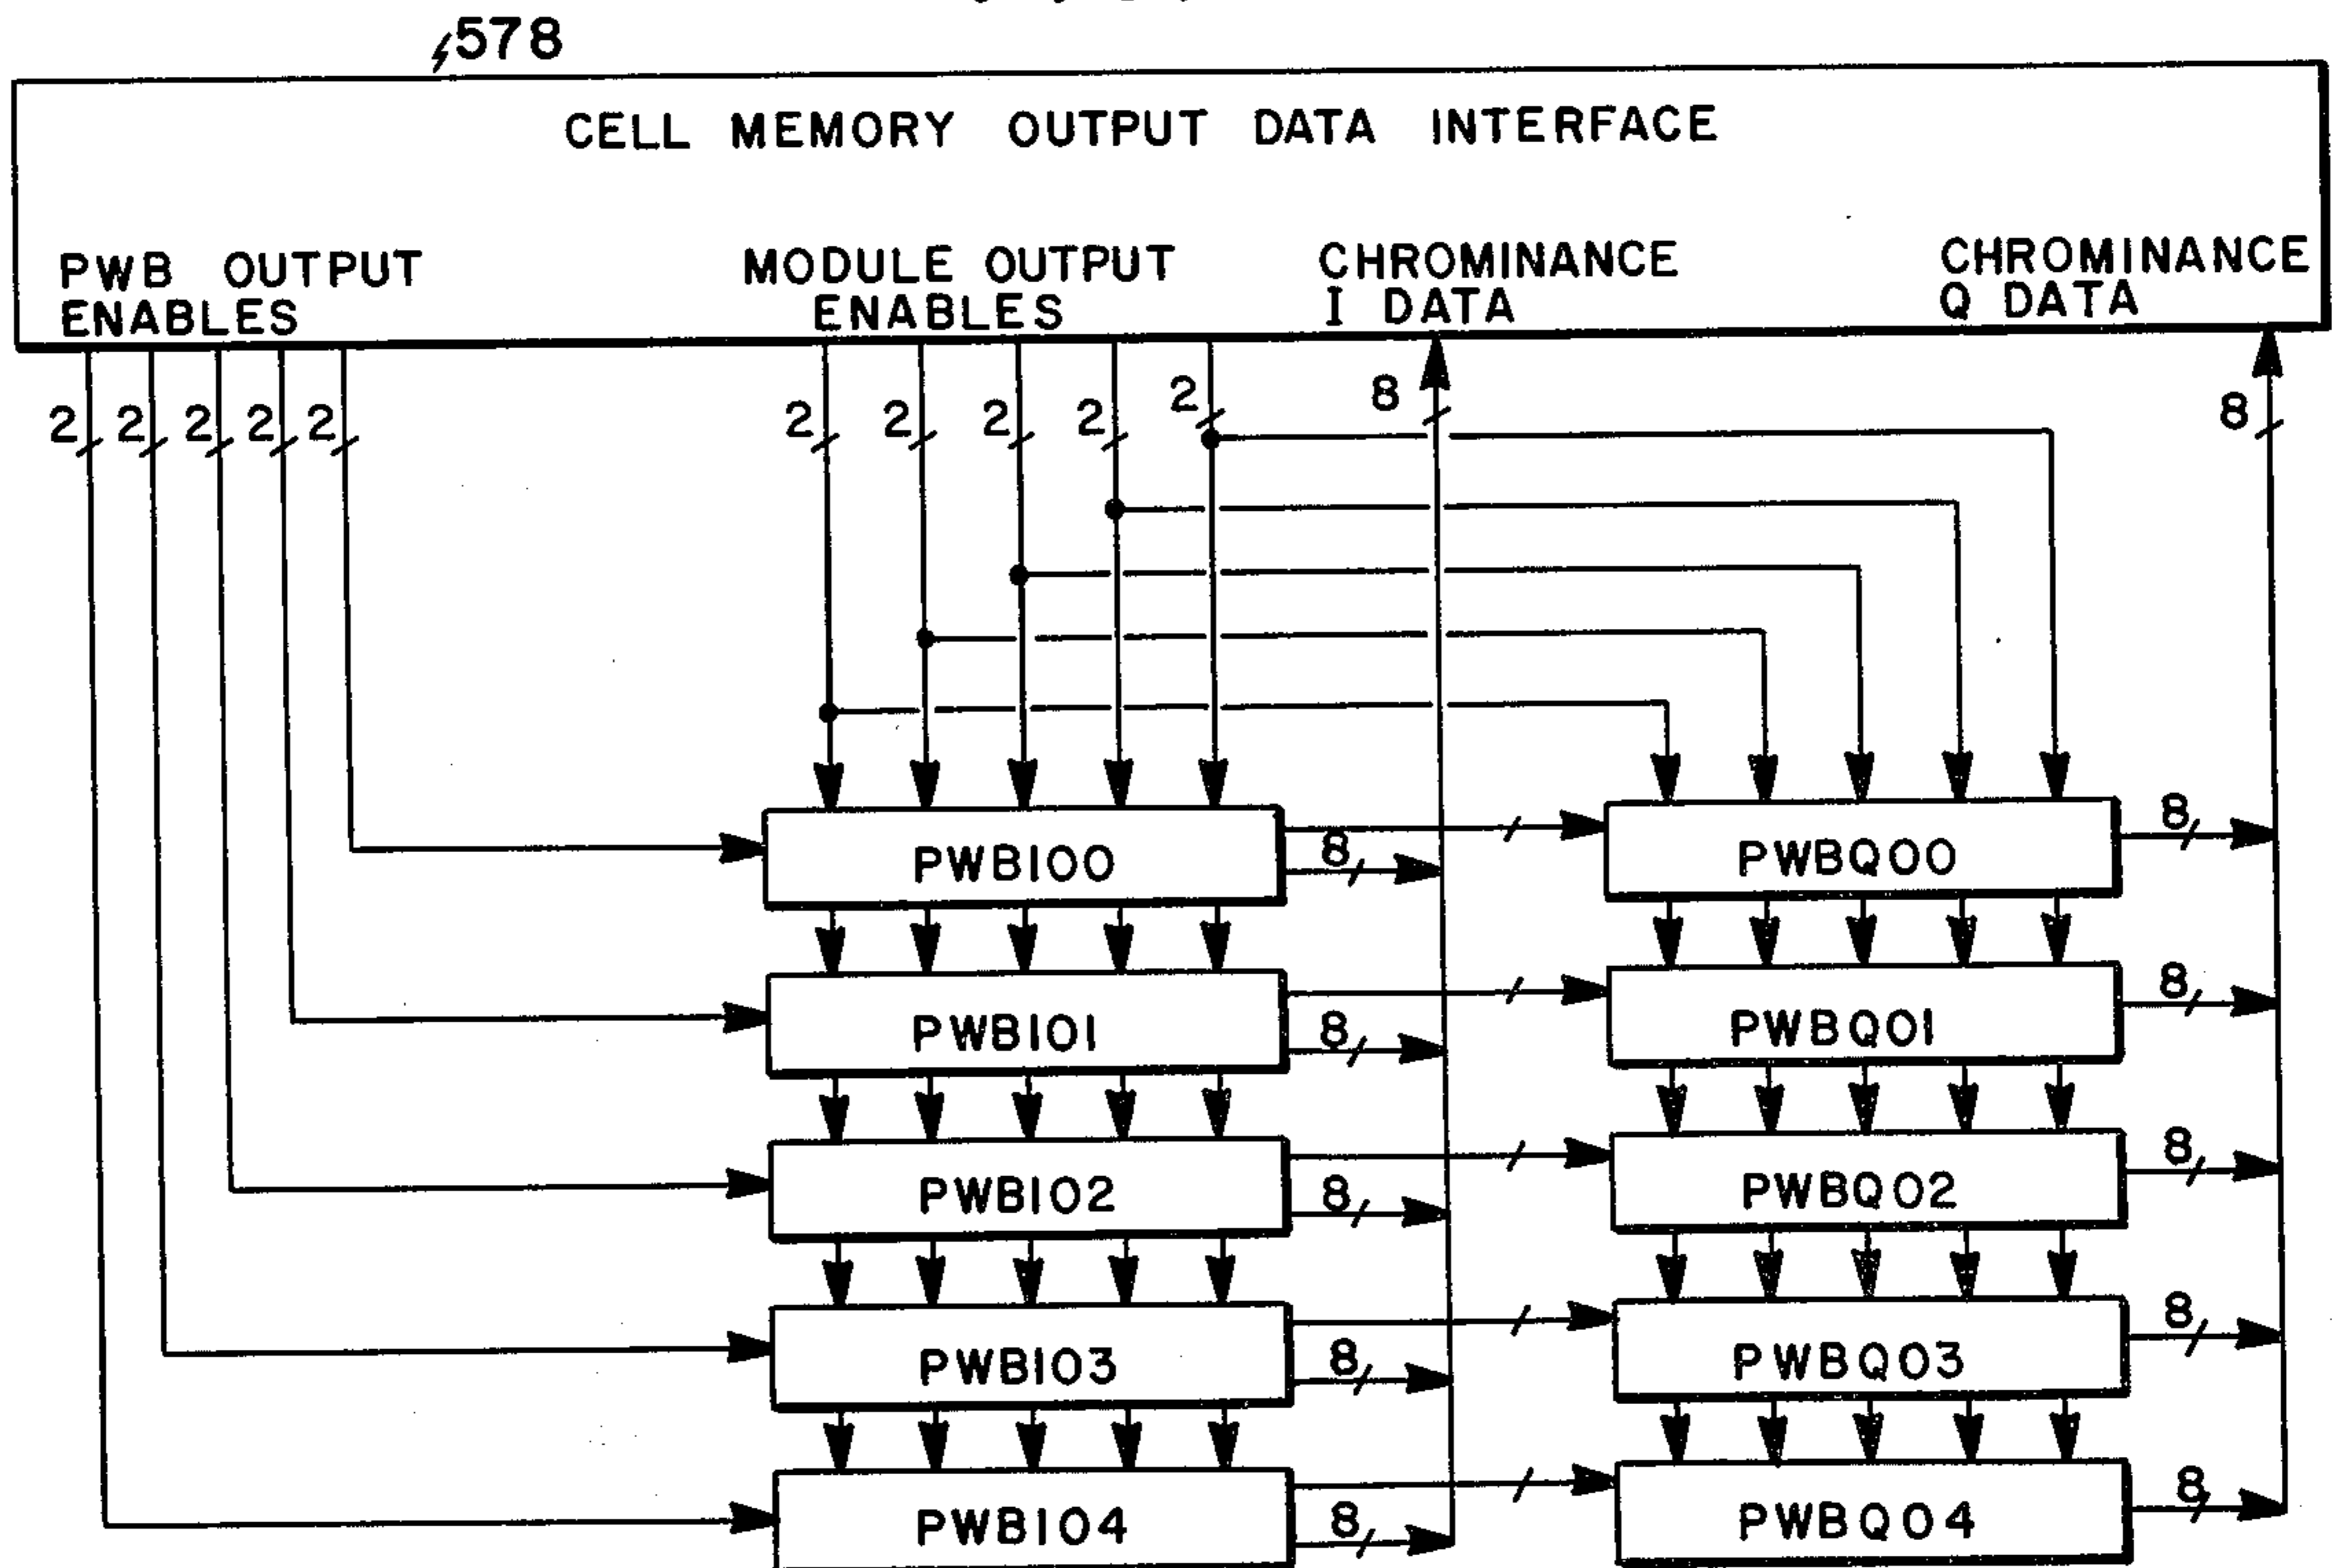 578
CELL MEMORY OUTPUT DATA INTERFACE
PWB OUTPUT ENABLES
MODULE OUTPUT ENABLES
CHROMINANCE I DATA
CHROMINANCE Q DATA
2 2 2 2 2
2 2 2 2 2
8
8
PWBI00
8
PWBQ00
8
PWBI01
8
PWBQ01
8
PWBI02
8
PWBQ02
8
PWBI03
8
PWBQ03
8
PWBI04
8
PWBQ04
8